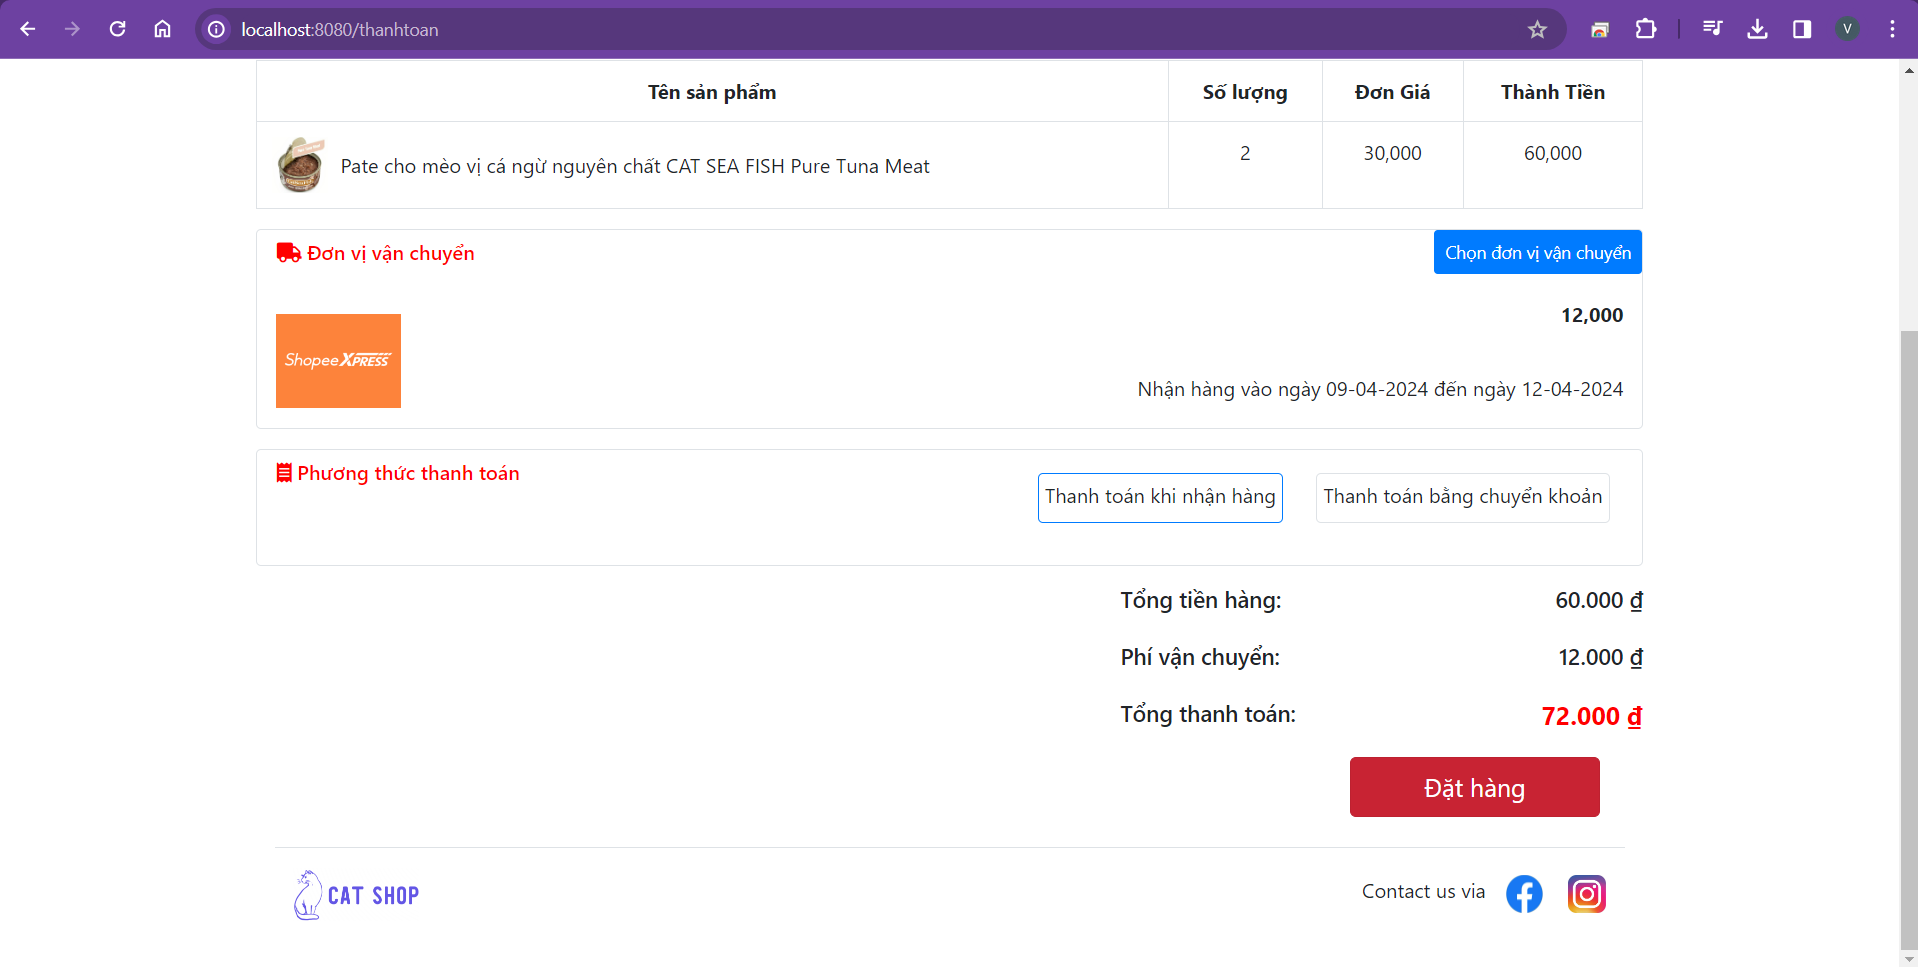 localhost:8080/thanhtoan
V
Tên sản phẩm Số lượng Đơn Giá Thành Tiền
Pate cho mèo vị cá ngừ nguyên chất CAT SEA FISH Pure Tuna Meat 2 30,000 60,000
Đơn vị vận chuyển Chọn đơn vị vận chuyển
12,000
Shopee XPRESS
Nhận hàng vào ngày 09-04-2024 đến ngày 12-04-2024
Phương thức thanh toán
Thanh toán khi nhận hàng Thanh toán bằng chuyển khoản
Tổng tiền hàng: 60.000 ₫
Phí vận chuyển: 12.000 ₫
Tổng thanh toán: 72.000 ₫
Đặt hàng
CAT SHOP Contact us via